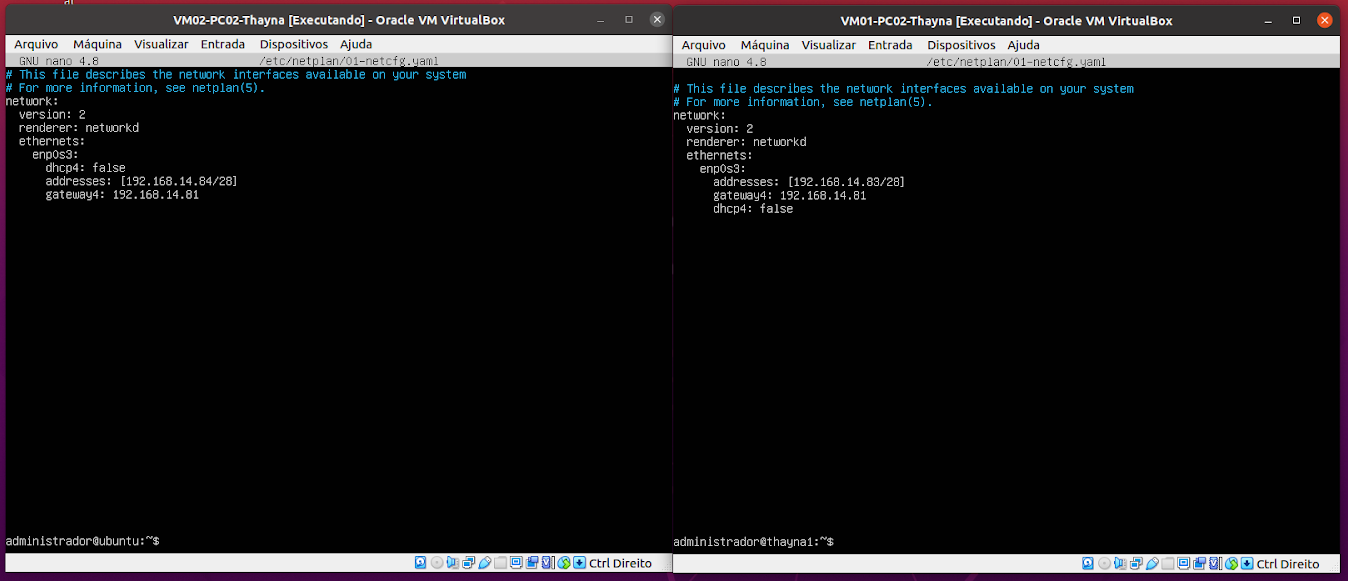 VM02-PC02-Thayna [Executando] - Oracle VM VirtualBox
Arquivo Máquina Visualizar Entrada Dispositivos Ajuda
GNU nano 4.8 /etc/netplan/01-netcfg.yaml
# This file describes the network interfaces available on your system
# For more information, see netplan(5).
network:
  version: 2
  renderer: networkd
  ethernets:
    enp0s3:
      dhcp4: false
      addresses: [192.168.14.84/28]
      gateway4: 192.168.14.81
administrador@ubuntu:~$
Ctrl Direito
VM01-PC02-Thayna [Executando] - Oracle VM VirtualBox
Arquivo Máquina Visualizar Entrada Dispositivos Ajuda
GNU nano 4.8 /etc/netplan/01-netcfg.yaml
# This file describes the network interfaces available on your system
# For more information, see netplan(5).
network:
  version: 2
  renderer: networkd
  ethernets:
    enp0s3:
      addresses: [192.168.14.83/28]
      gateway4: 192.168.14.81
      dhcp4: false
administrador@thayna1:~$
Ctrl Direito